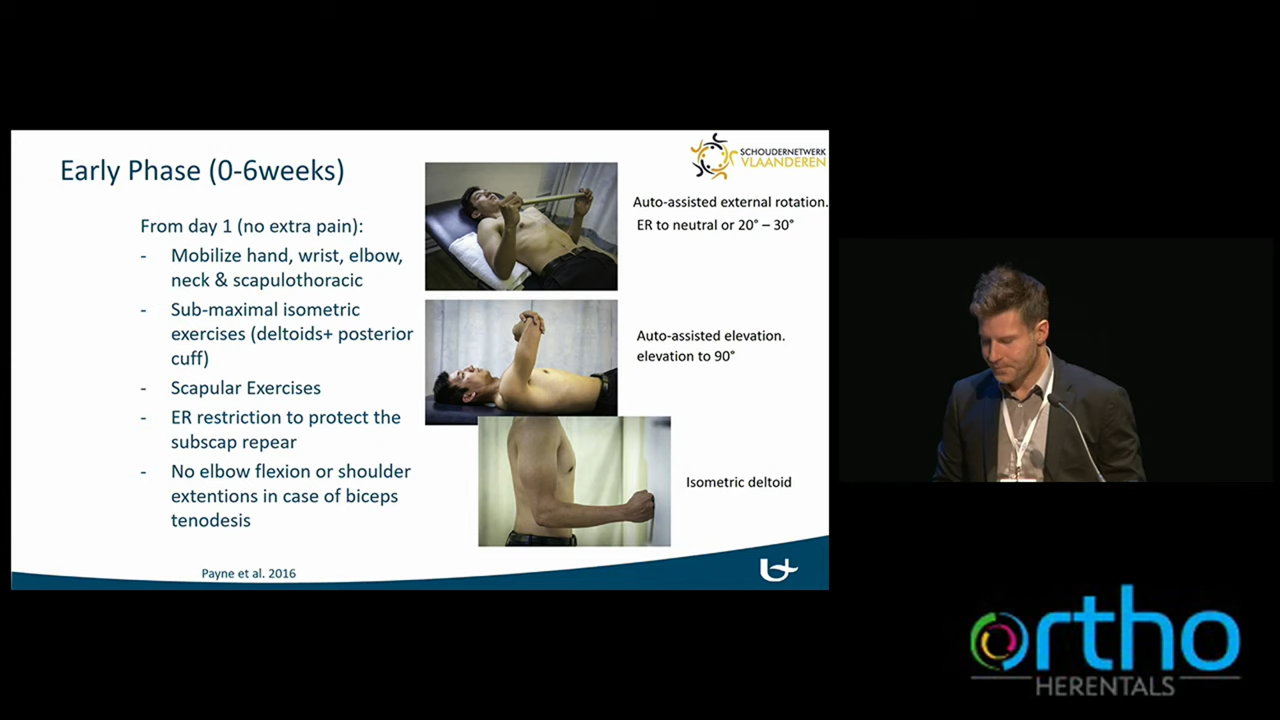 Early Phase (0-6weeks)
SCHOUDERNETWERK
VLAANDEREN
From day 1 (no extra pain):
- Mobilize hand, wrist, elbow,
neck & scapulothoracic
- Sub-maximal isometric
exercises (deltoids+ posterior
cuff)
- Scapular Exercises
- ER restriction to protect the
subscap repear
- No elbow flexion or shoulder
extentions in case of biceps
tenodesis
Auto-assisted external rotation.
ER to neutral or 20° – 30°
Auto-assisted elevation.
elevation to 90°
Isometric deltoid
Payne et al. 2016
ortho
HERENTALS